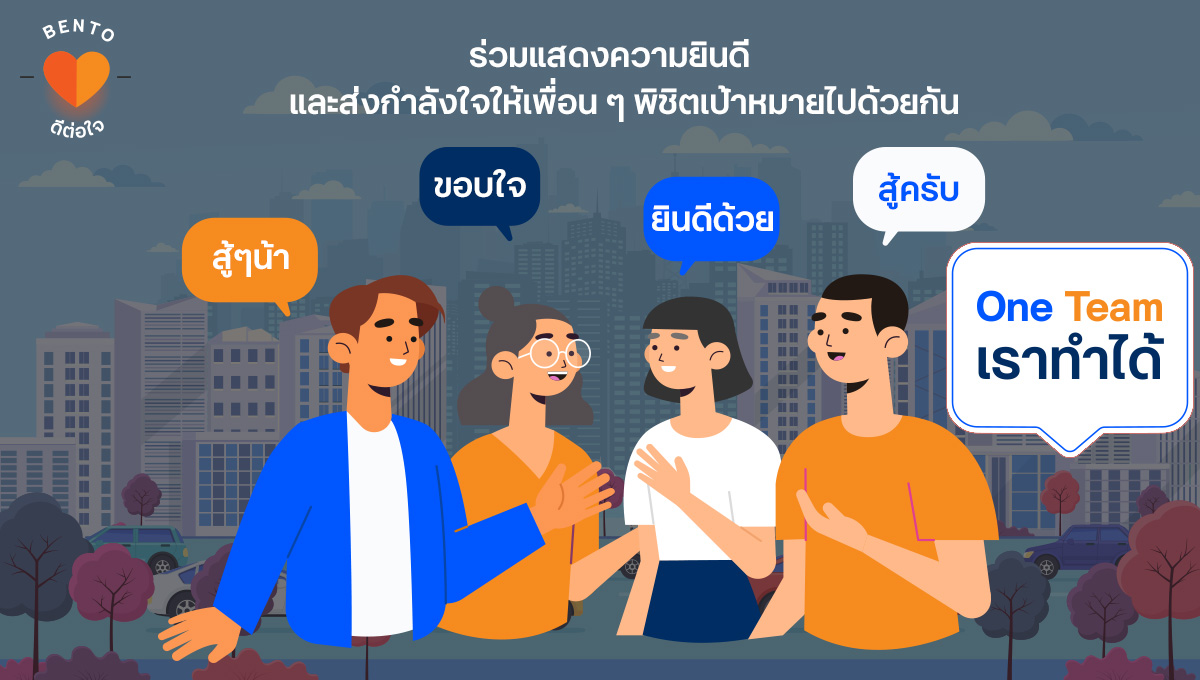 BENTO
ดีต่อใจ
ร่วมแสดงความยินดี
และส่งกำลังใจให้เพื่อน ๆ พิชิตเป้าหมายไปด้วยกัน
สู้ๆน้า
ขอบใจ
ยินดีด้วย
สู้ครับ
One Team
เราทำได้